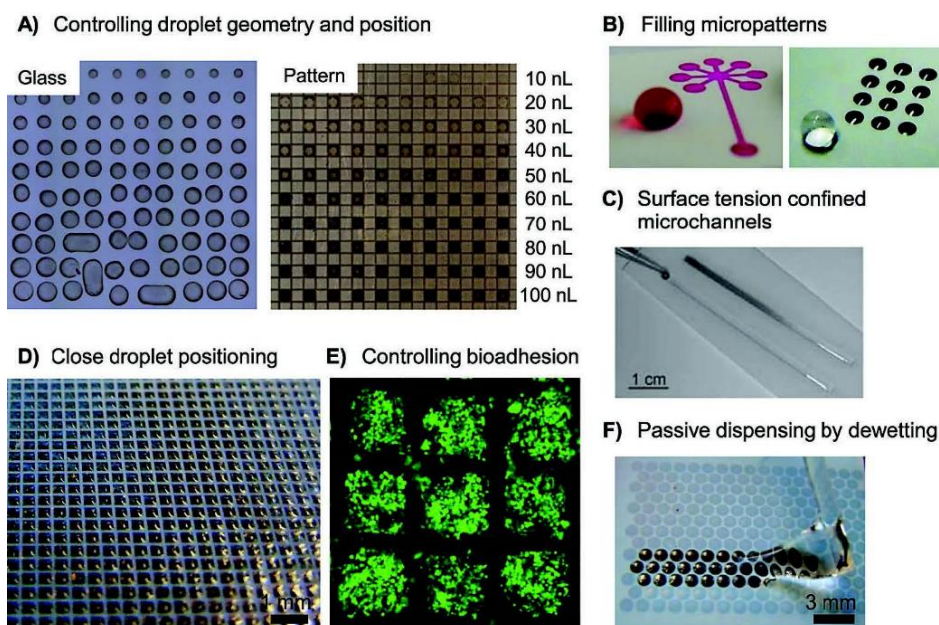 A) Controlling droplet geometry and position
Glass
Pattern
10 nL
20 nL
30 nL
40 nL
50 nL
60 nL
70 nL
80 nL
90 nL
100 nL
B) Filling micropatterns
C) Surface tension confined
microchannels
1 cm
D) Close droplet positioning
1 mm
E) Controlling bioadhesion
F) Passive dispensing by dewetting
3 mm